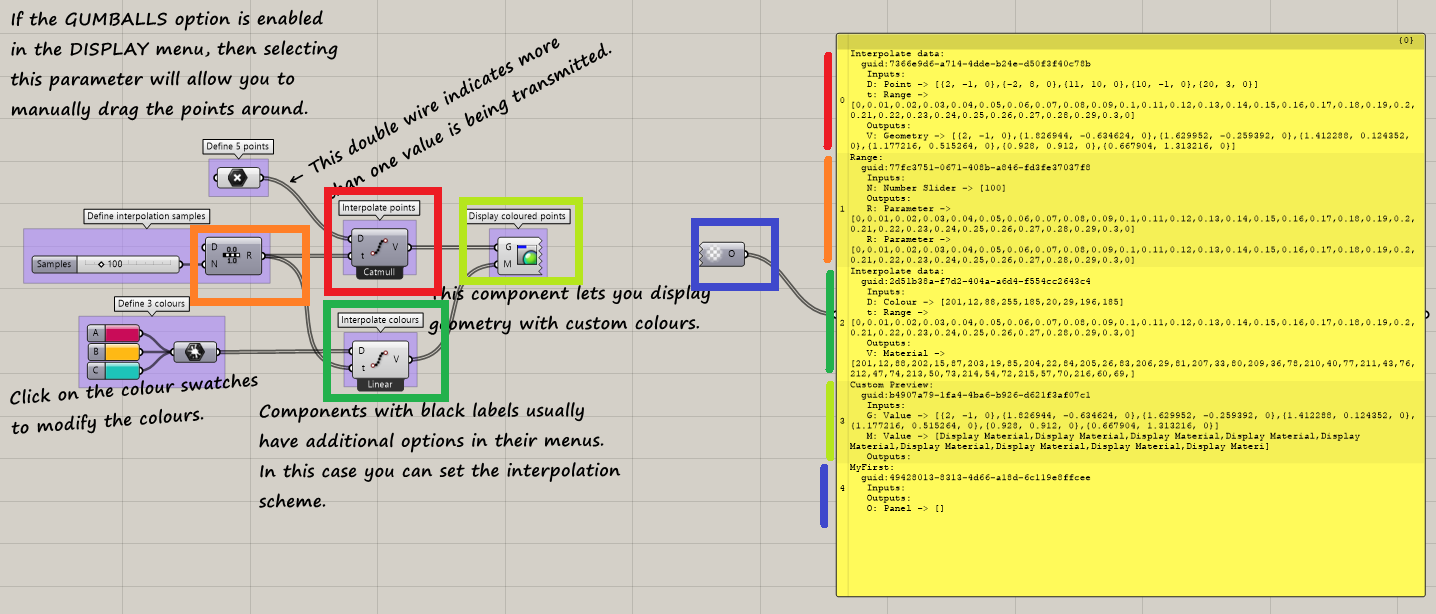 If the GUMBALLS option is enabled
in the DISPLAY menu, then selecting
this parameter will allow you to
manually drag the points around.
← This double wire indicates more
than one value is being transmitted.
Define 5 points
Define interpolation samples
Samples
100
D
N
0.0
1.0
R
Define 3 colours
A
B
C
Click on the colour swatches
to modify the colours.
Interpolate points
D
t
V
Catmull
Interpolate colours
D
t
V
Linear
Display coloured points
G
M
This component lets you display
geometry with custom colours.
Components with black labels usually
have additional options in their menus.
In this case you can set the interpolation
scheme.
O
{0}
0
Interpolate data:
guid:7366e9d6-a714-4dde-b24e-d50f3f40c78b
Inputs:
D: Point -> [{2, -1, 0},{-2, 8, 0},{11, 10, 0},{10, -1, 0},{20, 3, 0}]
t: Range ->
[0,0.01,0.02,0.03,0.04,0.05,0.06,0.07,0.08,0.09,0.1,0.11,0.12,0.13,0.14,0.15,0.16,0.17,0.18,0.19,0.2,
0.21,0.22,0.23,0.24,0.25,0.26,0.27,0.28,0.29,0.3,0]
Outputs:
V: Geometry -> [{2, -1, 0},{1.826944, -0.634624, 0},{1.629952, -0.259392, 0},{1.412288, 0.124352,
0},{1.177216, 0.515264, 0},{0.928, 0.912, 0},{0.667904, 1.313216, 0}]
1
Range:
guid:77fc3751-0671-408b-a846-fd3fe37037f8
Inputs:
N: Number Slider -> [100]
Outputs:
R: Parameter ->
[0,0.01,0.02,0.03,0.04,0.05,0.06,0.07,0.08,0.09,0.1,0.11,0.12,0.13,0.14,0.15,0.16,0.17,0.18,0.19,0.2,
0.21,0.22,0.23,0.24,0.25,0.26,0.27,0.28,0.29,0.3,0]
R: Parameter ->
[0,0.01,0.02,0.03,0.04,0.05,0.06,0.07,0.08,0.09,0.1,0.11,0.12,0.13,0.14,0.15,0.16,0.17,0.18,0.19,0.2,
0.21,0.22,0.23,0.24,0.25,0.26,0.27,0.28,0.29,0.3,0]
2
Interpolate data:
guid:2d51b38a-f7d2-404a-a6d4-f554cc2643c4
Inputs:
D: Colour -> [201,12,88,255,185,20,29,196,185]
t: Range ->
[0,0.01,0.02,0.03,0.04,0.05,0.06,0.07,0.08,0.09,0.1,0.11,0.12,0.13,0.14,0.15,0.16,0.17,0.18,0.19,0.2,
0.21,0.22,0.23,0.24,0.25,0.26,0.27,0.28,0.29,0.3,0]
Outputs:
V: Material ->
[201,12,88,202,15,87,203,19,85,204,22,84,205,26,83,206,29,81,207,33,80,209,36,78,210,40,77,211,43,76,
212,47,74,213,50,73,214,54,72,215,57,70,216,60,69,]
3
Custom Preview:
guid:b4907a79-1fa4-4ba6-b926-d621f3af07c1
Inputs:
G: Value -> [{2, -1, 0},{1.826944, -0.634624, 0},{1.629952, -0.259392, 0},{1.412288, 0.124352, 0},
{1.177216, 0.515264, 0},{0.928, 0.912, 0},{0.667904, 1.313216, 0}]
M: Value -> [Display Material,Display Material,Display Material,Display Material,Display
Material,Display Material,Display Material,Display Material,Display Materi]
Outputs:
4
MyFirst:
guid:49428013-8313-4d66-a18d-6c119e8ffcee
Inputs:
Outputs:
O: Panel -> []